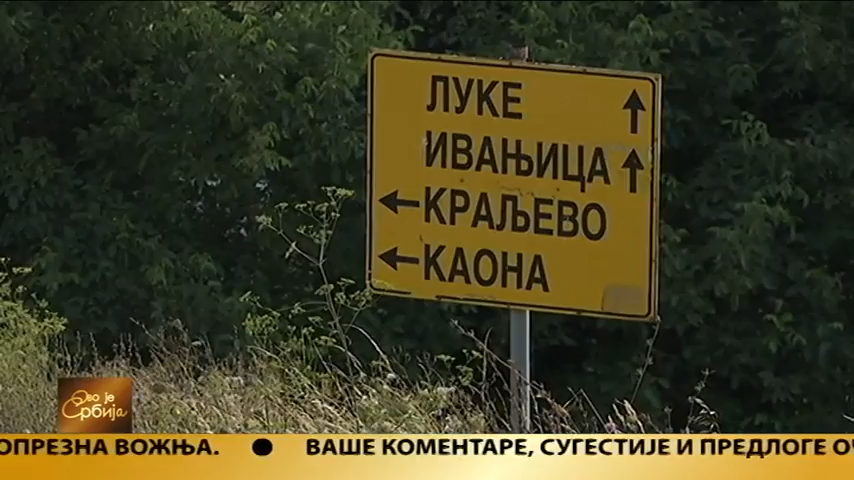 ЛУКЕ
ИВАЊИЦА
КРАЉЕВО
КАОНА
Ово је
Србија
ОПРЕЗНА ВОЖЊА. ● ВАШЕ КОМЕНТАРЕ, СУГЕСТИЈЕ И ПРЕДЛОГЕ